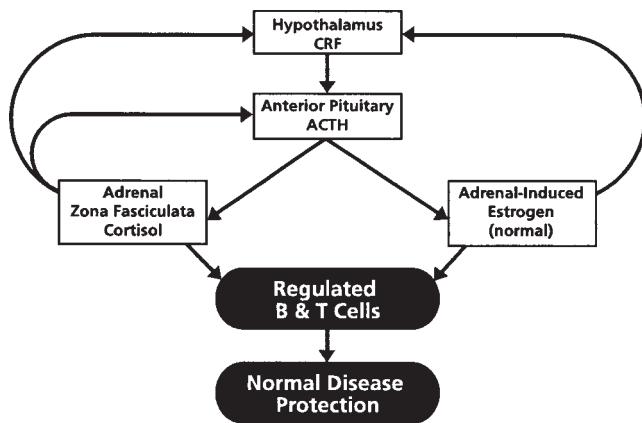 Hypothalamus
CRF
Anterior Pituitary
ACTH
Adrenal
Zona Fasciculata
Cortisol
Adrenal-Induced
Estrogen
(normal)
Regulated
B & T Cells
Normal Disease
Protection